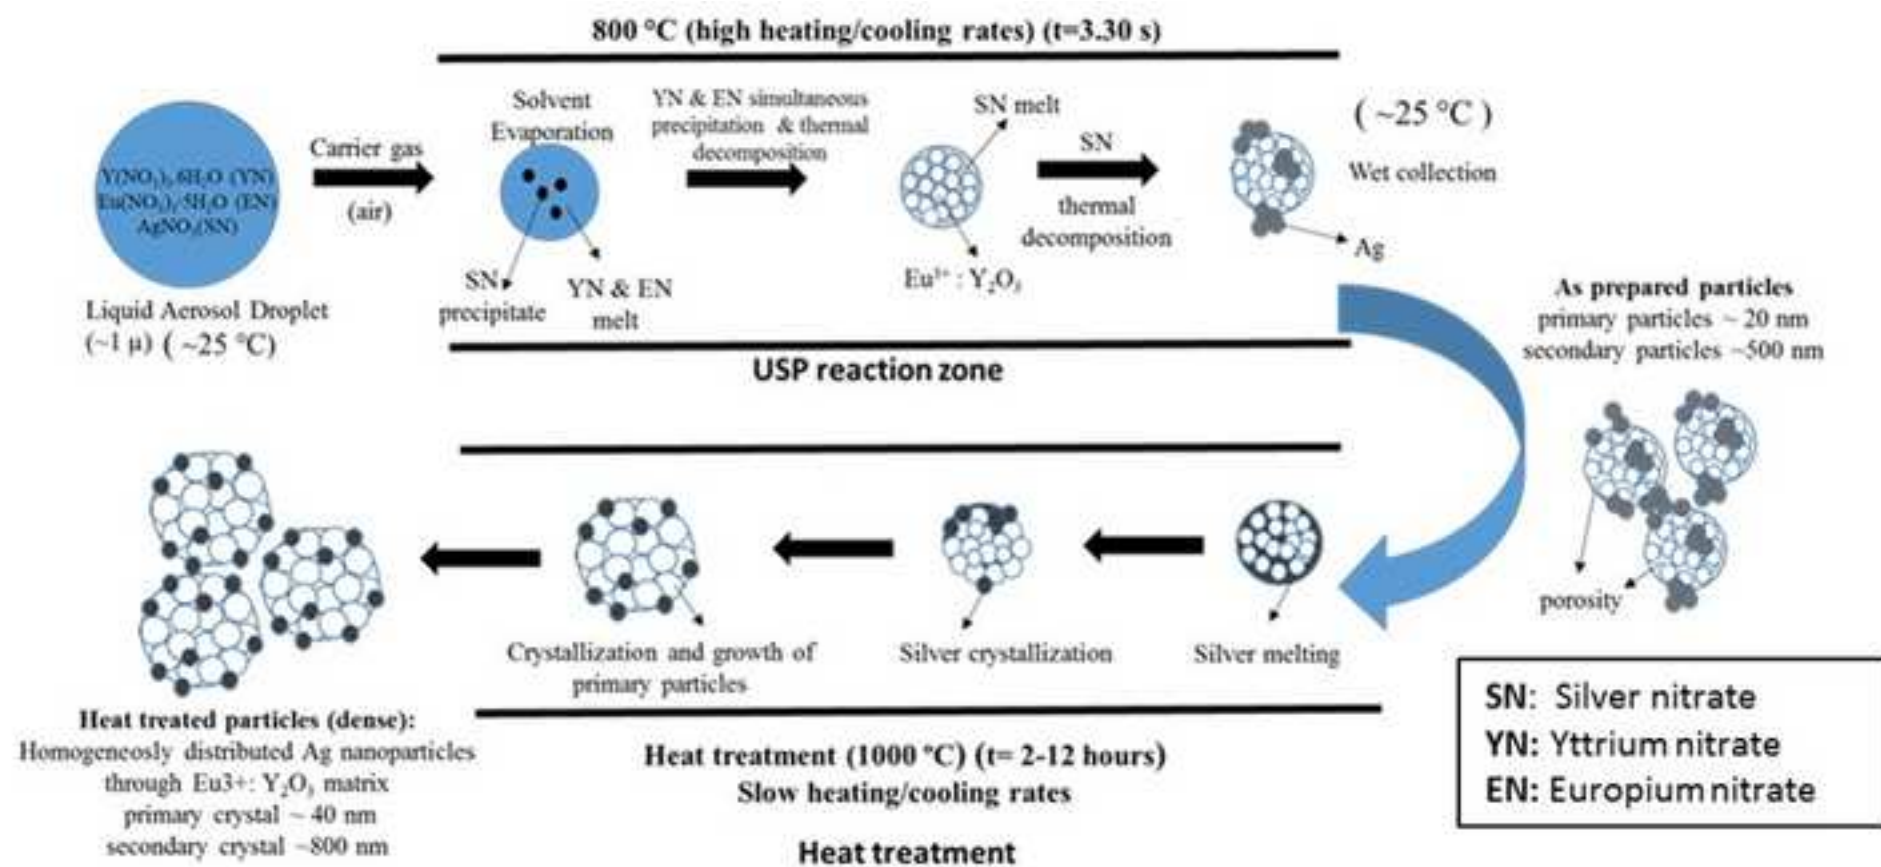 800 °C (high heating/cooling rates) (t=3.30 s)
Y(NO₃)₃.6H₂O (YN)
Eu(NO₃)₃.5H₂O (EN)
AgNO₃(SN)
Liquid Aerosol Droplet
(~1 μ) ( ~25 °C)
Carrier gas
(air)
Solvent
Evaporation
SN
precipitate
YN & EN
melt
YN & EN simultaneous
precipitation & thermal
decomposition
SN melt
Eu³⁺ : Y₂O₃
SN
thermal
decomposition
( ~25 °C )
Wet collection
Ag
USP reaction zone
As prepared particles
primary particles ~ 20 nm
secondary particles ~500 nm
porosity
Silver melting
Silver crystallization
Crystallization and growth of
primary particles
Heat treatment (1000 °C) (t= 2-12 hours)
Slow heating/cooling rates
Heat treatment
Heat treated particles (dense):
Homogeneosly distributed Ag nanoparticles
through Eu3+: Y₂O₃ matrix
primary crystal ~ 40 nm
secondary crystal ~800 nm
SN: Silver nitrate
YN: Yttrium nitrate
EN: Europium nitrate